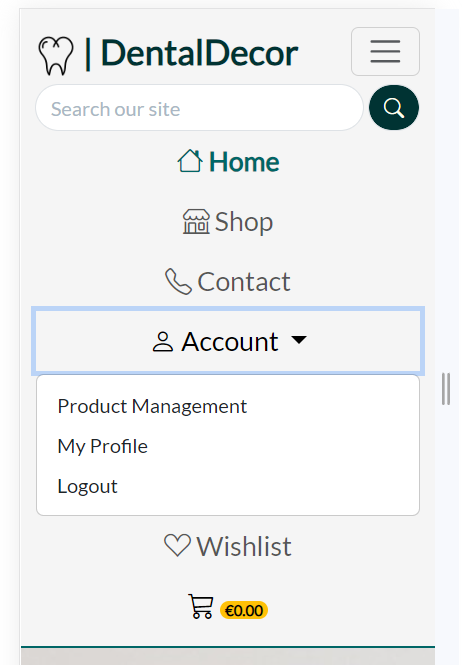 | DentalDecor
Search our site
Home
Shop
Contact
Account
Product Management
My Profile
Logout
Wishlist
€0.00